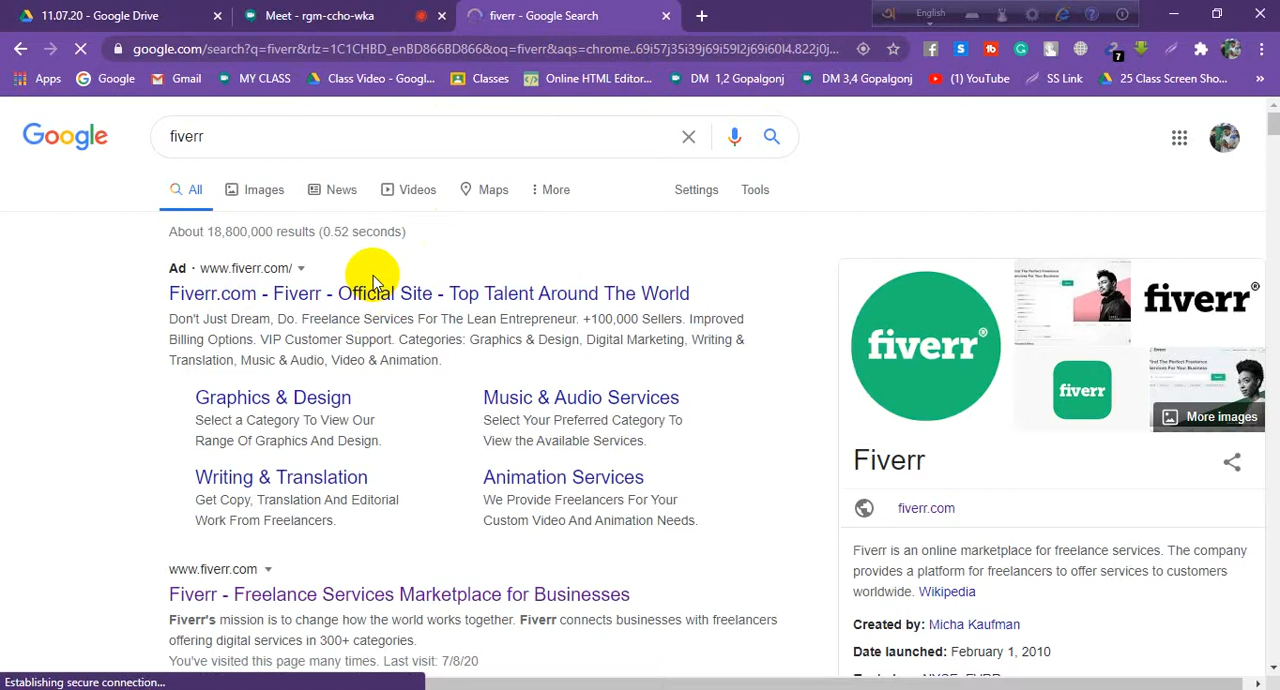 11.07.20 - Google Drive
Meet - rgm-ccho-wka
fiverr - Google Search
English
google.com/search?q=fiverr&rlz=1C1CHBD_enBD866BD866&oq=fiverr&aqs=chrome..69i57j35i39j69i59l2j69i60l4.822j0j...
7
Apps
Google
Gmail
MY CLASS
Class Video - Googl...
Classes
Online HTML Editor...
DM 1,2 Gopalgonj
DM 3,4 Gopalgonj
(1) YouTube
SS Link
25 Class Screen Sho...
Google
fiverr
All
Images
News
Videos
Maps
More
Settings
Tools
About 18,800,000 results (0.52 seconds)
Ad · www.fiverr.com/
Fiverr.com - Fiverr - Official Site - Top Talent Around The World
Don't Just Dream, Do. Freelance Services For The Lean Entrepreneur. +100,000 Sellers. Improved
Billing Options. VIP Customer Support. Categories: Graphics & Design, Digital Marketing, Writing &
Translation, Music & Audio, Video & Animation.
Graphics & Design
Select a Category To View Our
Range Of Graphics And Design.
Music & Audio Services
Select Your Preferred Category To
View the Available Services.
Writing & Translation
Get Copy, Translation And Editorial
Work From Freelancers.
Animation Services
We Provide Freelancers For Your
Custom Video And Animation Needs.
www.fiverr.com
Fiverr - Freelance Services Marketplace for Businesses
Fiverr's mission is to change how the world works together. Fiverr connects businesses with freelancers
offering digital services in 300+ categories.
You've visited this page many times. Last visit: 7/8/20
fiverr®
fiverr®
fiverr
More images
Fiverr
fiverr.com
Fiverr is an online marketplace for freelance services. The company
provides a platform for freelancers to offer services to customers
worldwide. Wikipedia
Created by: Micha Kaufman
Date launched: February 1, 2010
Establishing secure connection...